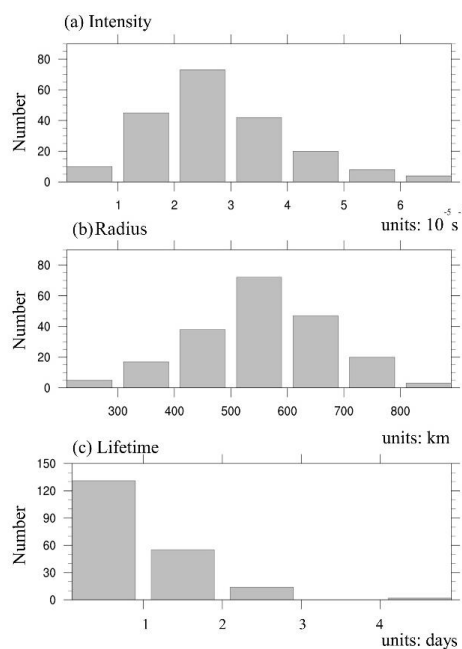 (a) Intensity
Number
80
60
40
20
0
1 2 3 4 5 6
units: 10⁻⁵s⁻
(b)Radius
Number
80
60
40
20
0
300 400 500 600 700 800
units: km
(c) Lifetime
Number
150
120
90
60
30
0
1 2 3 4
units: days